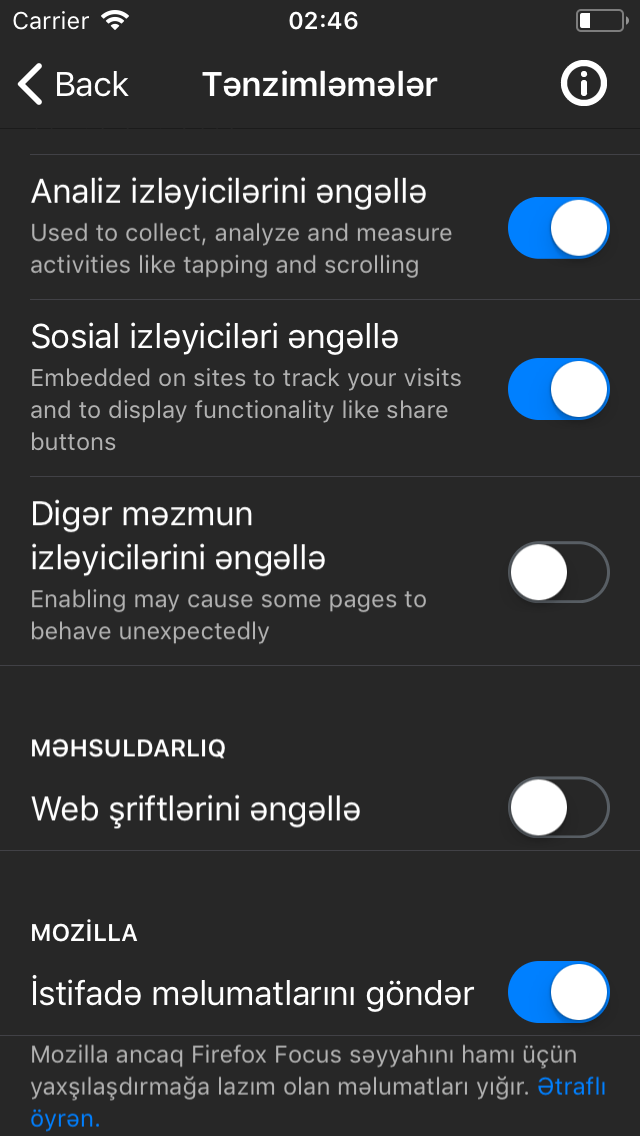 Carrier 02:46
Back Tənzimləmələr
Analiz izləyicilərini əngəllə
Used to collect, analyze and measure
activities like tapping and scrolling
Sosial izləyiciləri əngəllə
Embedded on sites to track your visits
and to display functionality like share
buttons
Digər məzmun
izləyicilərini əngəllə
Enabling may cause some pages to
behave unexpectedly
MƏHSULDARLIQ
Web şriftlərini əngəllə
MOZİLLA
İstifadə məlumatlarını göndər
Mozilla ancaq Firefox Focus səyyahını hamı üçün
yaxşılaşdırmağa lazım olan məlumatları yığır. Ətraflı
öyrən.